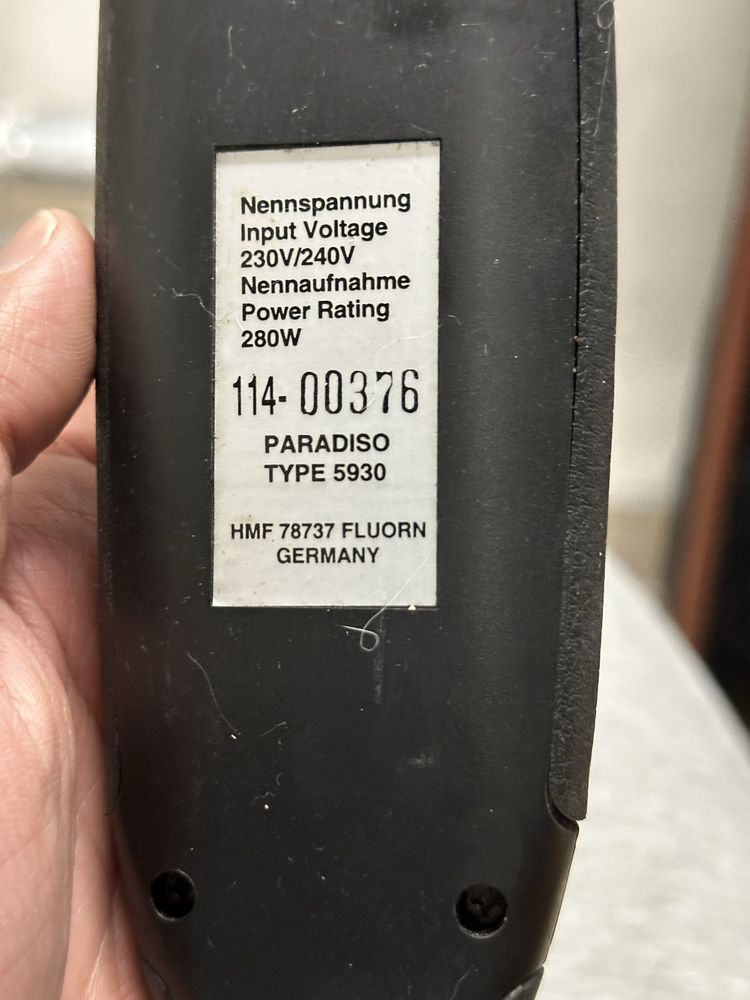 Nennspannung
Input Voltage
230V/240V
Nennaufnahme
Power Rating
280W
114- 00376
PARADISO
TYPE 5930
HMF 78737 FLUORN
GERMANY